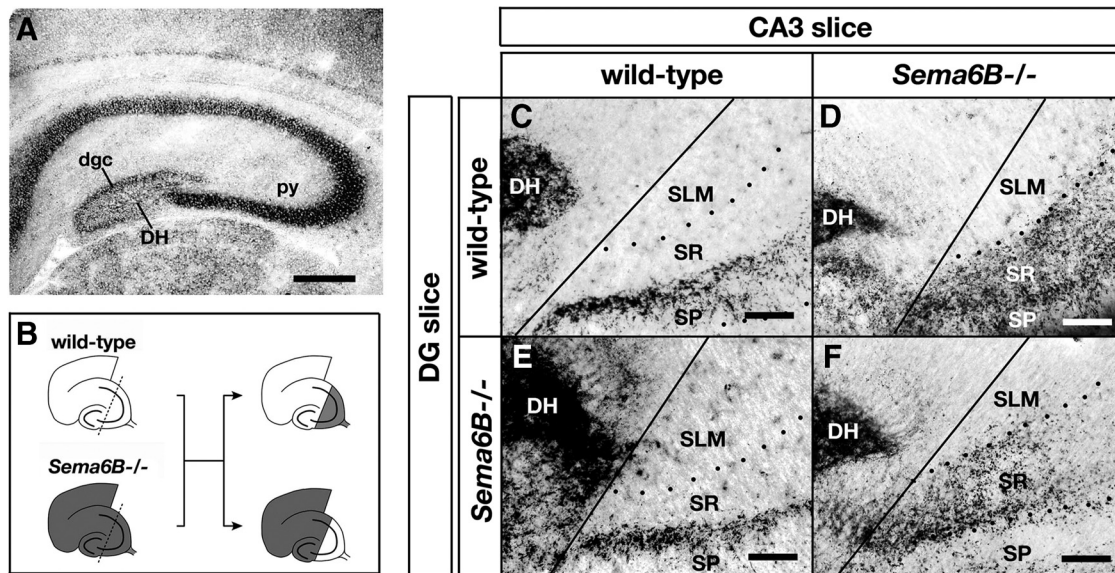 A
dgc
py
DH
B
wild-type
Sema6B-/-
CA3 slice
wild-type
Sema6B-/-
DG slice
wild-type
Sema6B-/-
C
DH
SLM
SR
SP
D
DH
SLM
SR
SP
E
DH
SLM
SR
SP
F
DH
SLM
SR
SP